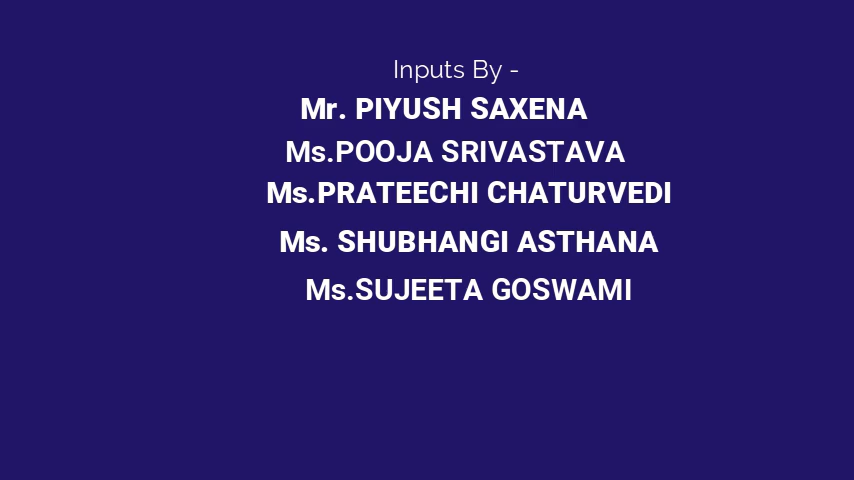 Inputs By -
Mr. PIYUSH SAXENA
Ms.POOJA SRIVASTAVA
Ms.PRATEECHI CHATURVEDI
Ms. SHUBHANGI ASTHANA
Ms.SUJEETA GOSWAMI